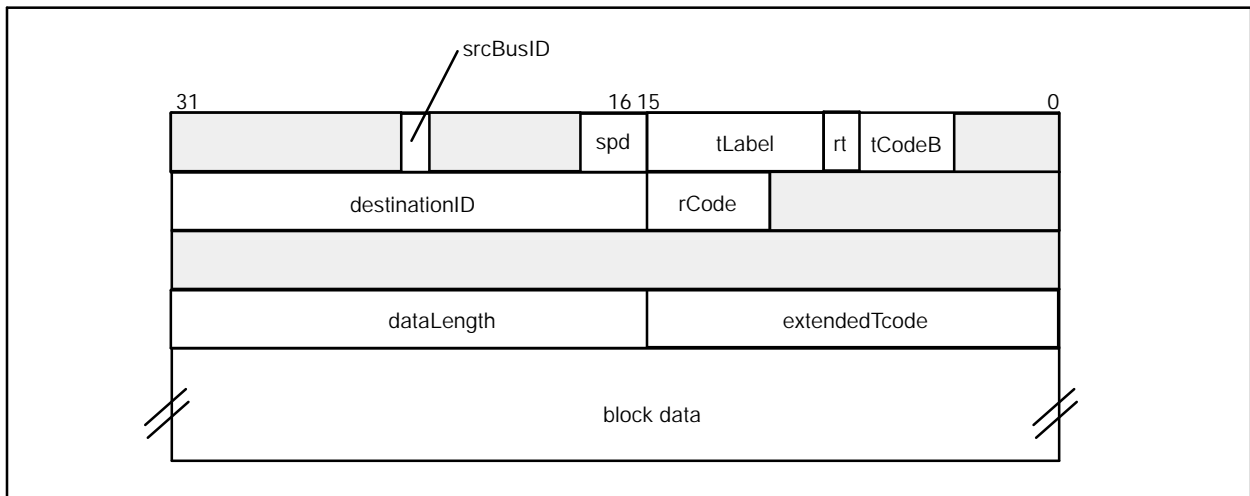 srcBusID
31 16 15 0
spd tLabel rt tCodeB
destinationID rCode
dataLength extendedTcode
block data